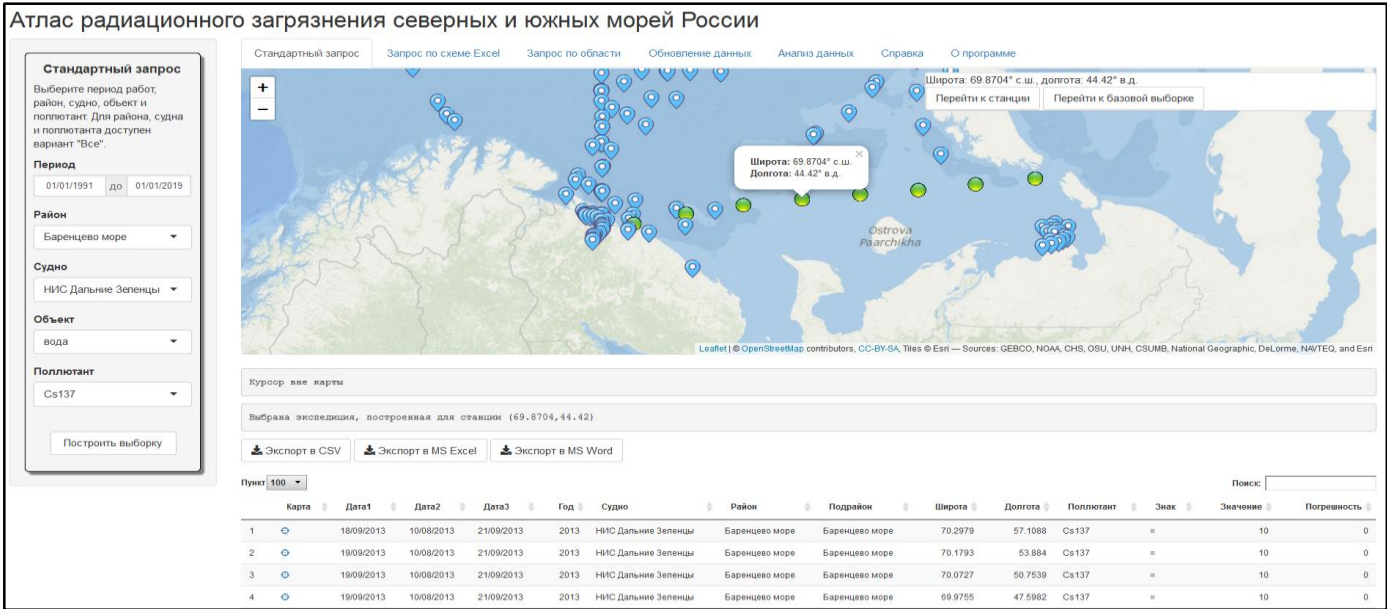 Атлас радиационного загрязнения северных и южных морей России
Стандартный запрос
Выберите период работ,
район, судно, объект и
поллютант. Для района, судна
и поллютанта доступен
вариант "Все".
Период
01/01/1991 до 01/01/2019
Район
Баренцево море
Судно
НИС Дальние Зеленцы
Объект
вода
Поллютант
Cs137
Построить выборку
Стандартный запрос Запрос по схеме Excel Запрос по области Обновление данных Анализ данных Справка О программе
+
−
Широта: 69.8704° с.ш., долгота: 44.42° в.д.
Перейти к станции Перейти к базовой выборке
Широта: 69.8704° с.ш. ×
Долгота: 44.42° в.д.
Ostrova
Paarchikha
Leaflet | © OpenStreetMap contributors, CC-BY-SA, Tiles © Esri — Sources: GEBCO, NOAA, CHS, OSU, UNH, CSUMB, National Geographic, DeLorme, NAVTEQ, and Esri
Курсор вне карты
Выбрана экспедиция, построенная для станции (69.8704,44.42)
Экспорт в CSV Экспорт в MS Excel Экспорт в MS Word
Пункт 100 Поиск:
Карта Дата1 Дата2 Дата3 Год Судно Район Подрайон Широта Долгота Поллютант Знак Значение Погрешность
1 18/09/2013 10/08/2013 21/09/2013 2013 НИС Дальние Зеленцы Баренцево море Баренцево море 70.2979 57.1088 Cs137 = 10 0
2 19/09/2013 10/08/2013 21/09/2013 2013 НИС Дальние Зеленцы Баренцево море Баренцево море 70.1793 53.884 Cs137 = 10 0
3 19/09/2013 10/08/2013 21/09/2013 2013 НИС Дальние Зеленцы Баренцево море Баренцево море 70.0727 50.7539 Cs137 = 10 0
4 19/09/2013 10/08/2013 21/09/2013 2013 НИС Дальние Зеленцы Баренцево море Баренцево море 69.9755 47.5982 Cs137 = 10 0